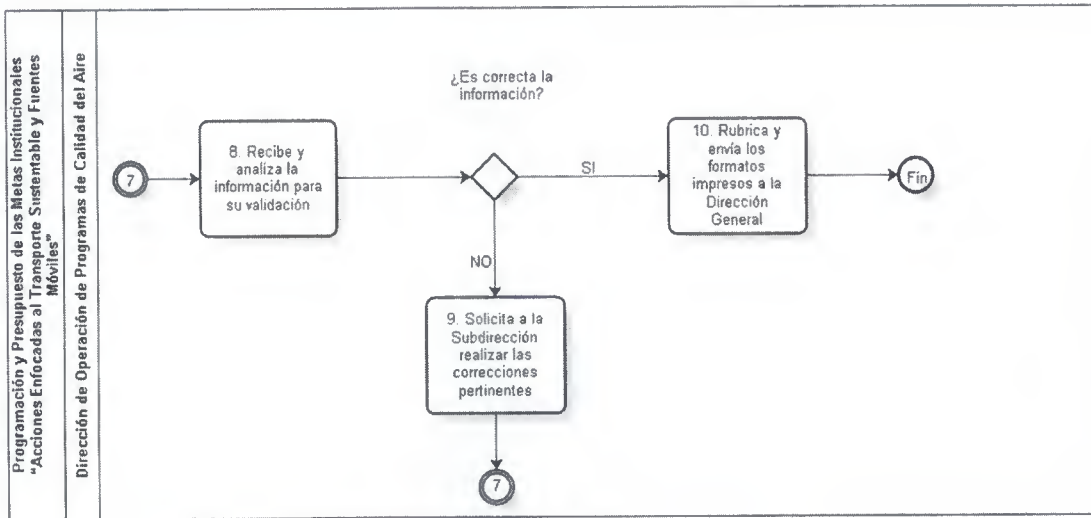 Programación y Presupuesto de las Metas Institucionales
"Acciones Enfocadas al Transporte Sustentable y Fuentes
Móviles"
Dirección de Operación de Programas de Calidad del Aire
7
8. Recibe y
analiza la
información para
su validación
¿Es correcta la
información?
SI
10. Rubrica y
envía los
formatos
impresos a la
Dirección
General
Fín
NO
9. Solicita a la
Subdirección
realizar las
correcciones
pertinentes
7